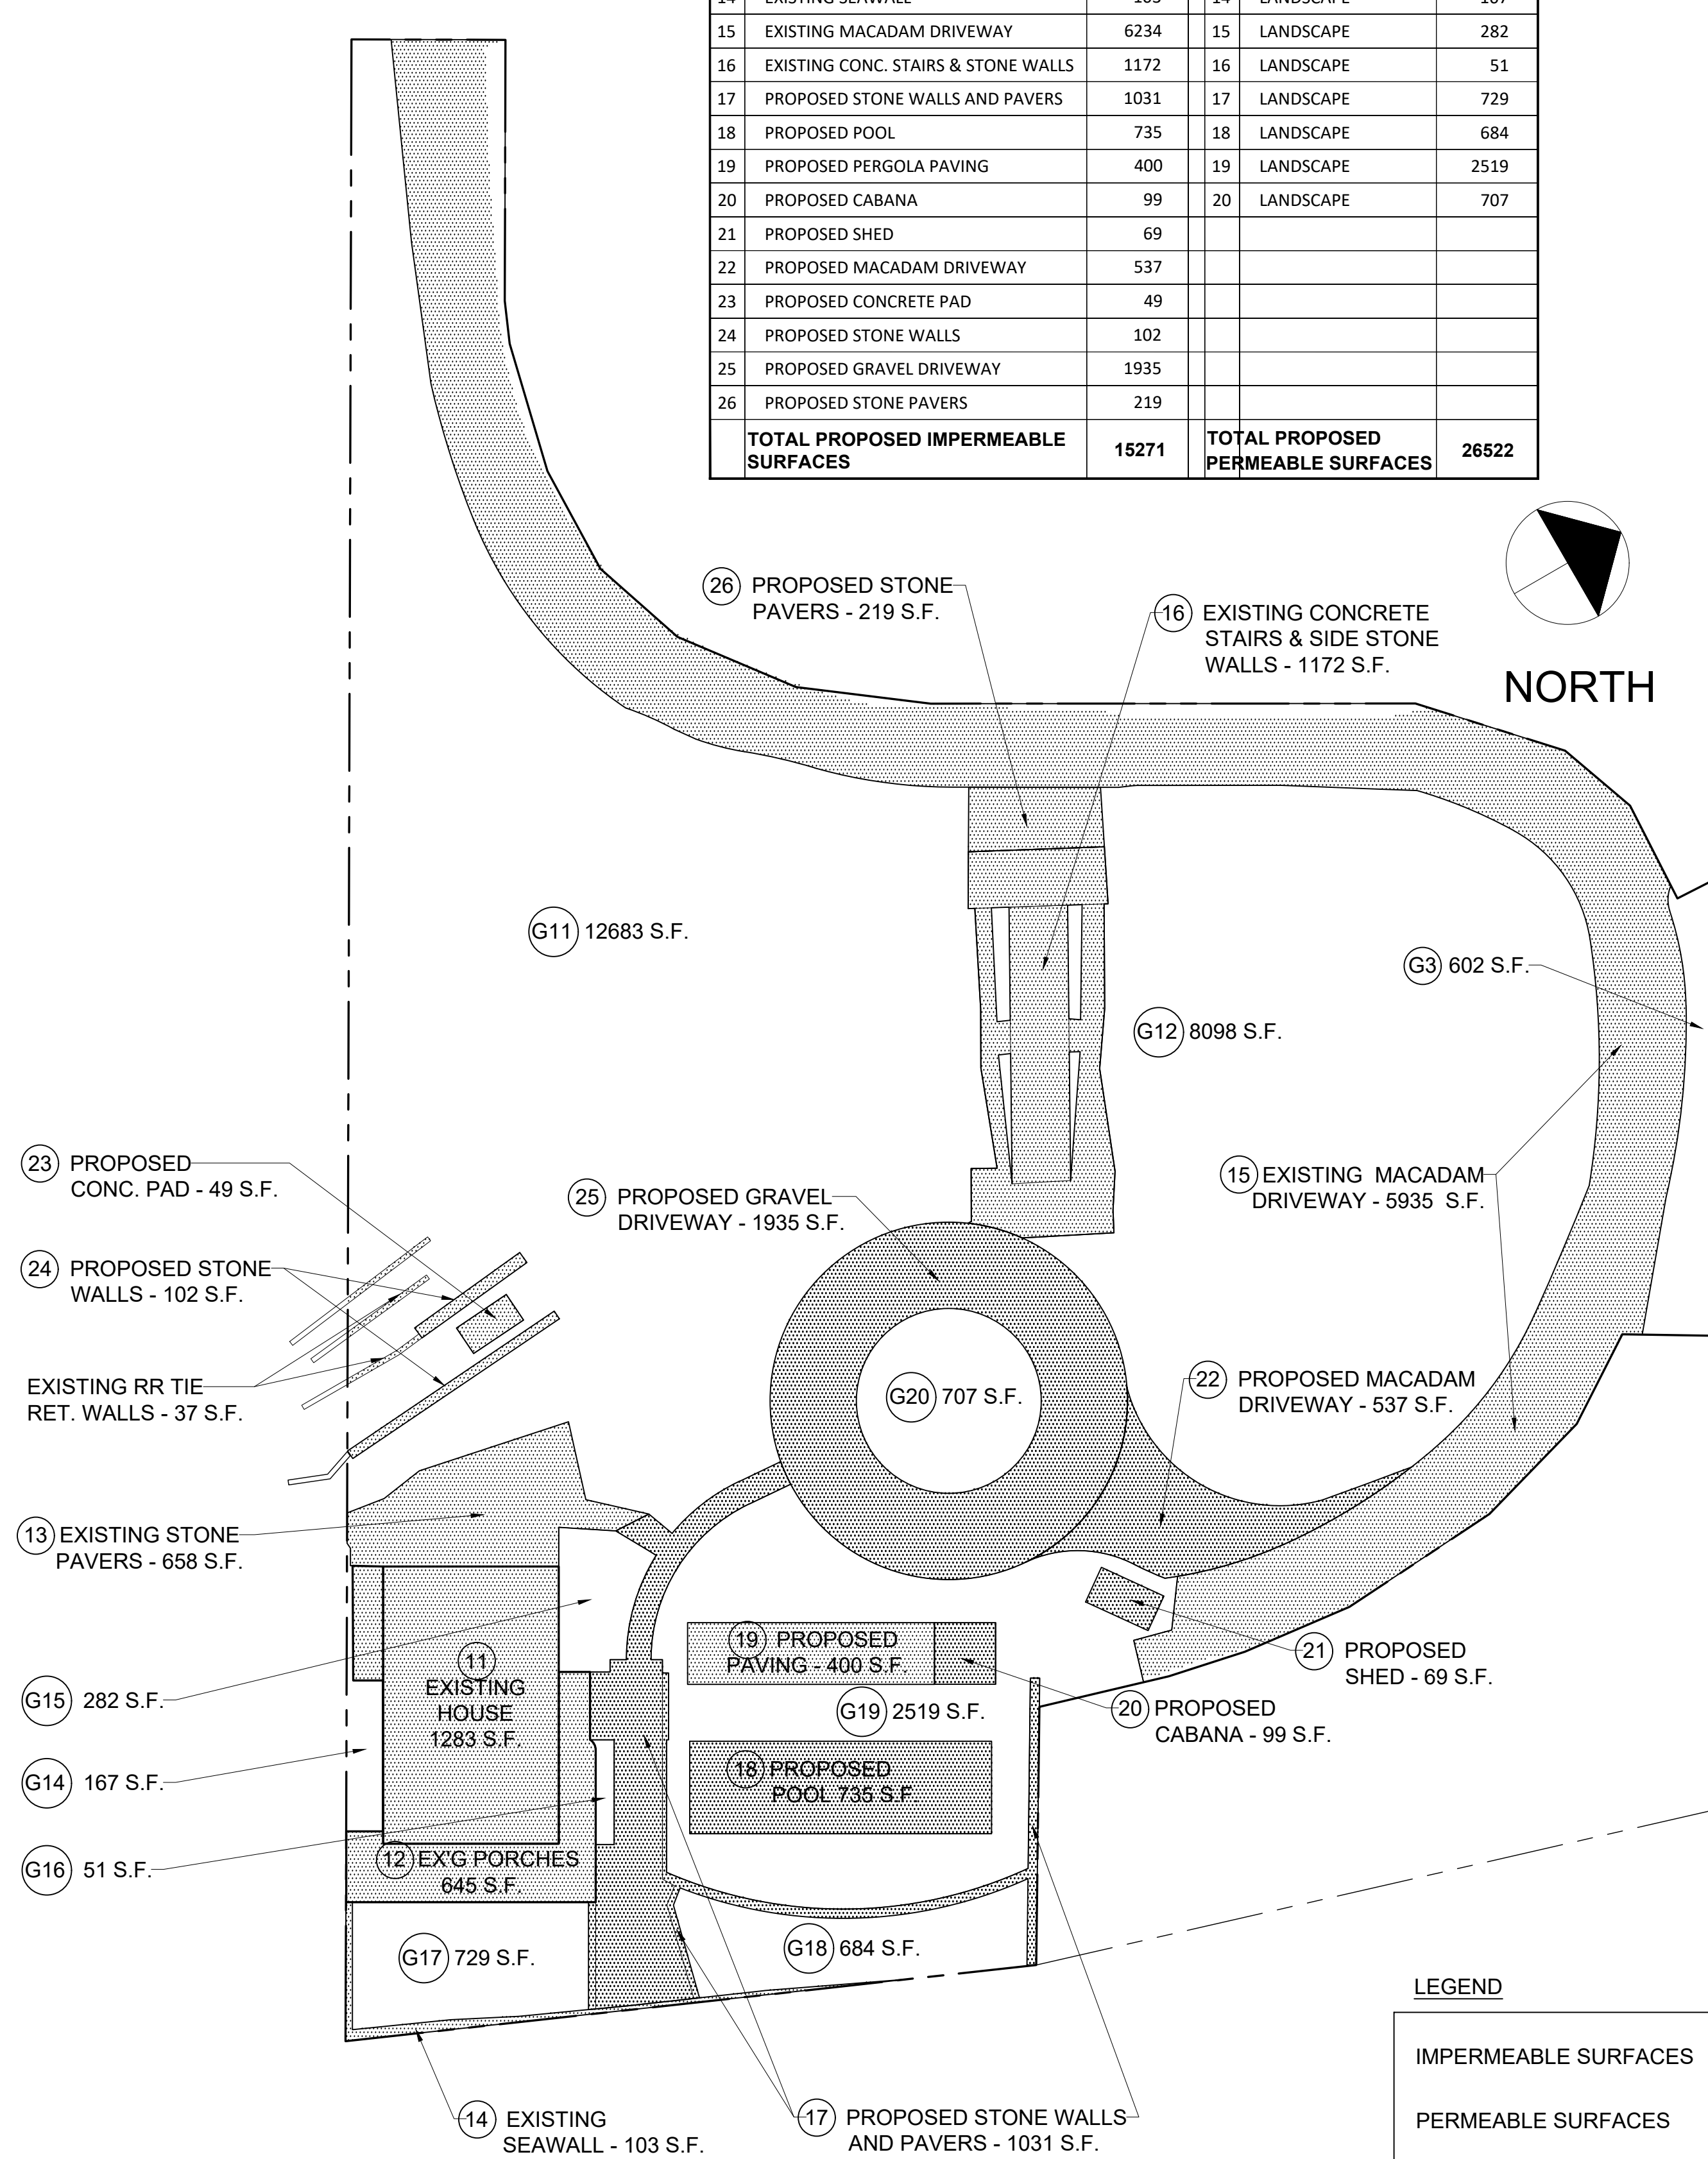 15 EXISTING MACADAM DRIVEWAY 6234 15 LANDSCAPE 282
16 EXISTING CONC. STAIRS & STONE WALLS 1172 16 LANDSCAPE 51
17 PROPOSED STONE WALLS AND PAVERS 1031 17 LANDSCAPE 729
18 PROPOSED POOL 735 18 LANDSCAPE 684
19 PROPOSED PERGOLA PAVING 400 19 LANDSCAPE 2519
20 PROPOSED CABANA 99 20 LANDSCAPE 707
21 PROPOSED SHED 69
22 PROPOSED MACADAM DRIVEWAY 537
23 PROPOSED CONCRETE PAD 49
24 PROPOSED STONE WALLS 102
25 PROPOSED GRAVEL DRIVEWAY 1935
26 PROPOSED STONE PAVERS 219
TOTAL PROPOSED IMPERMEABLE
SURFACES
15271
TOTAL PROPOSED
PERMEABLE SURFACES
26522
26 PROPOSED STONE
PAVERS - 219 S.F.
16 EXISTING CONCRETE
STAIRS & SIDE STONE
WALLS - 1172 S.F.
NORTH
G11 12683 S.F.
G3 602 S.F.
G12 8098 S.F.
23 PROPOSED
CONC. PAD - 49 S.F.
25 PROPOSED GRAVEL
DRIVEWAY - 1935 S.F.
15 EXISTING MACADAM
DRIVEWAY - 5935 S.F.
24 PROPOSED STONE
WALLS - 102 S.F.
EXISTING RR TIE
RET. WALLS - 37 S.F.
G20 707 S.F.
22 PROPOSED MACADAM
DRIVEWAY - 537 S.F.
13 EXISTING STONE
PAVERS - 658 S.F.
19 PROPOSED
PAVING - 400 S.F.
21 PROPOSED
SHED - 69 S.F.
11
EXISTING
HOUSE
1283 S.F.
G15 282 S.F.
G19 2519 S.F.
20 PROPOSED
CABANA - 99 S.F.
G14 167 S.F.
18 PROPOSED
POOL 735 S.F.
G16 51 S.F.
12 EX'G PORCHES
645 S.F.
G17 729 S.F.
G18 684 S.F.
LEGEND
IMPERMEABLE SURFACES
PERMEABLE SURFACES
14 EXISTING
SEAWALL - 103 S.F.
17 PROPOSED STONE WALLS
AND PAVERS - 1031 S.F.